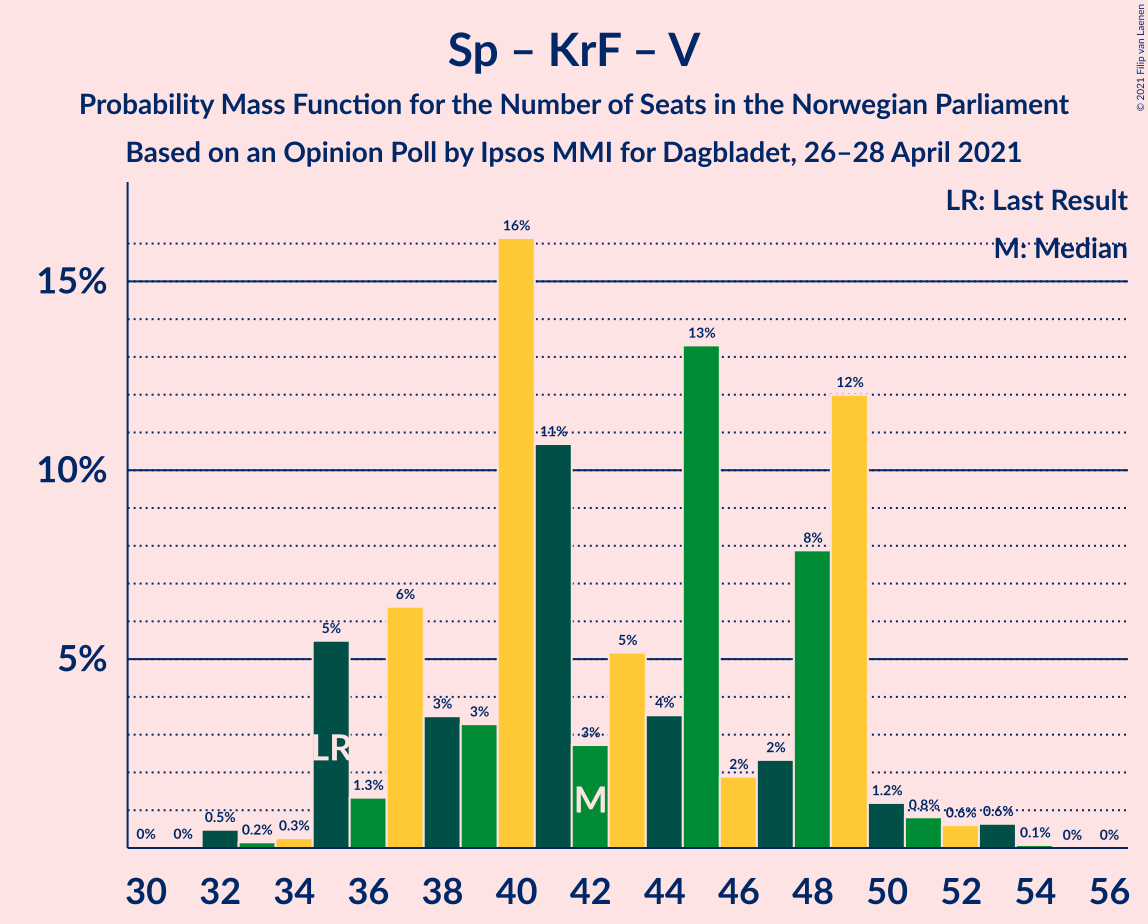 Sp – KrF – V
Probability Mass Function for the Number of Seats in the Norwegian Parliament
Based on an Opinion Poll by Ipsos MMI for Dagbladet, 26–28 April 2021
© 2021 Filip van Laenen
LR: Last Result
M: Median
15%
10%
5%
0% 0% 0.5% 0.2% 0.3% 5% 1.3% 6% 3% 3% 16% 11% 3% 5% 4% 13% 2% 2% 8% 12% 1.2% 0.8% 0.6% 0.6% 0.1% 0% 0%
LR
M
30 32 34 36 38 40 42 44 46 48 50 52 54 56